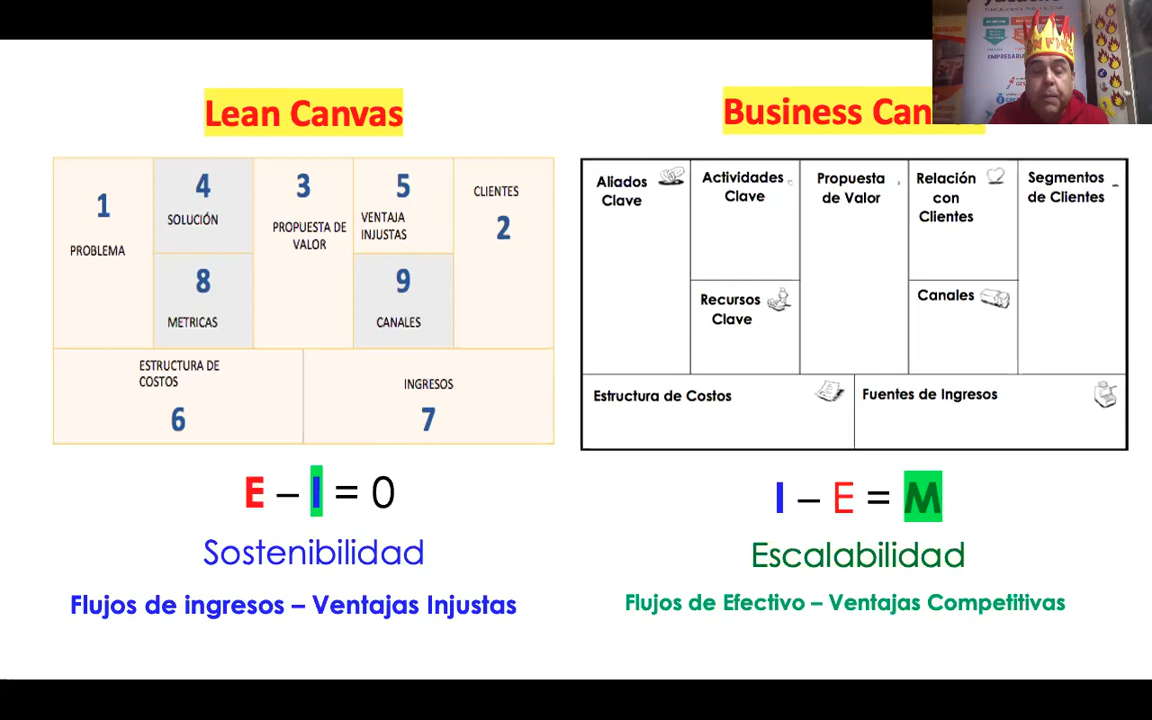 Lean Canvas
1
PROBLEMA
4
SOLUCIÓN
8
METRICAS
3
PROPUESTA DE
VALOR
5
VENTAJA
INJUSTAS
9
CANALES
CLIENTES
2
ESTRUCTURA DE
COSTOS
6
INGRESOS
7
E – I = 0
Sostenibilidad
Flujos de ingresos – Ventajas Injustas
Business Can
Aliados
Clave
Actividades
Clave
Recursos
Clave
Propuesta
de Valor
Relación
con
Clientes
Canales
Segmentos
de Clientes
Estructura de Costos
Fuentes de Ingresos
I – E = M
Escalabilidad
Flujos de Efectivo – Ventajas Competitivas